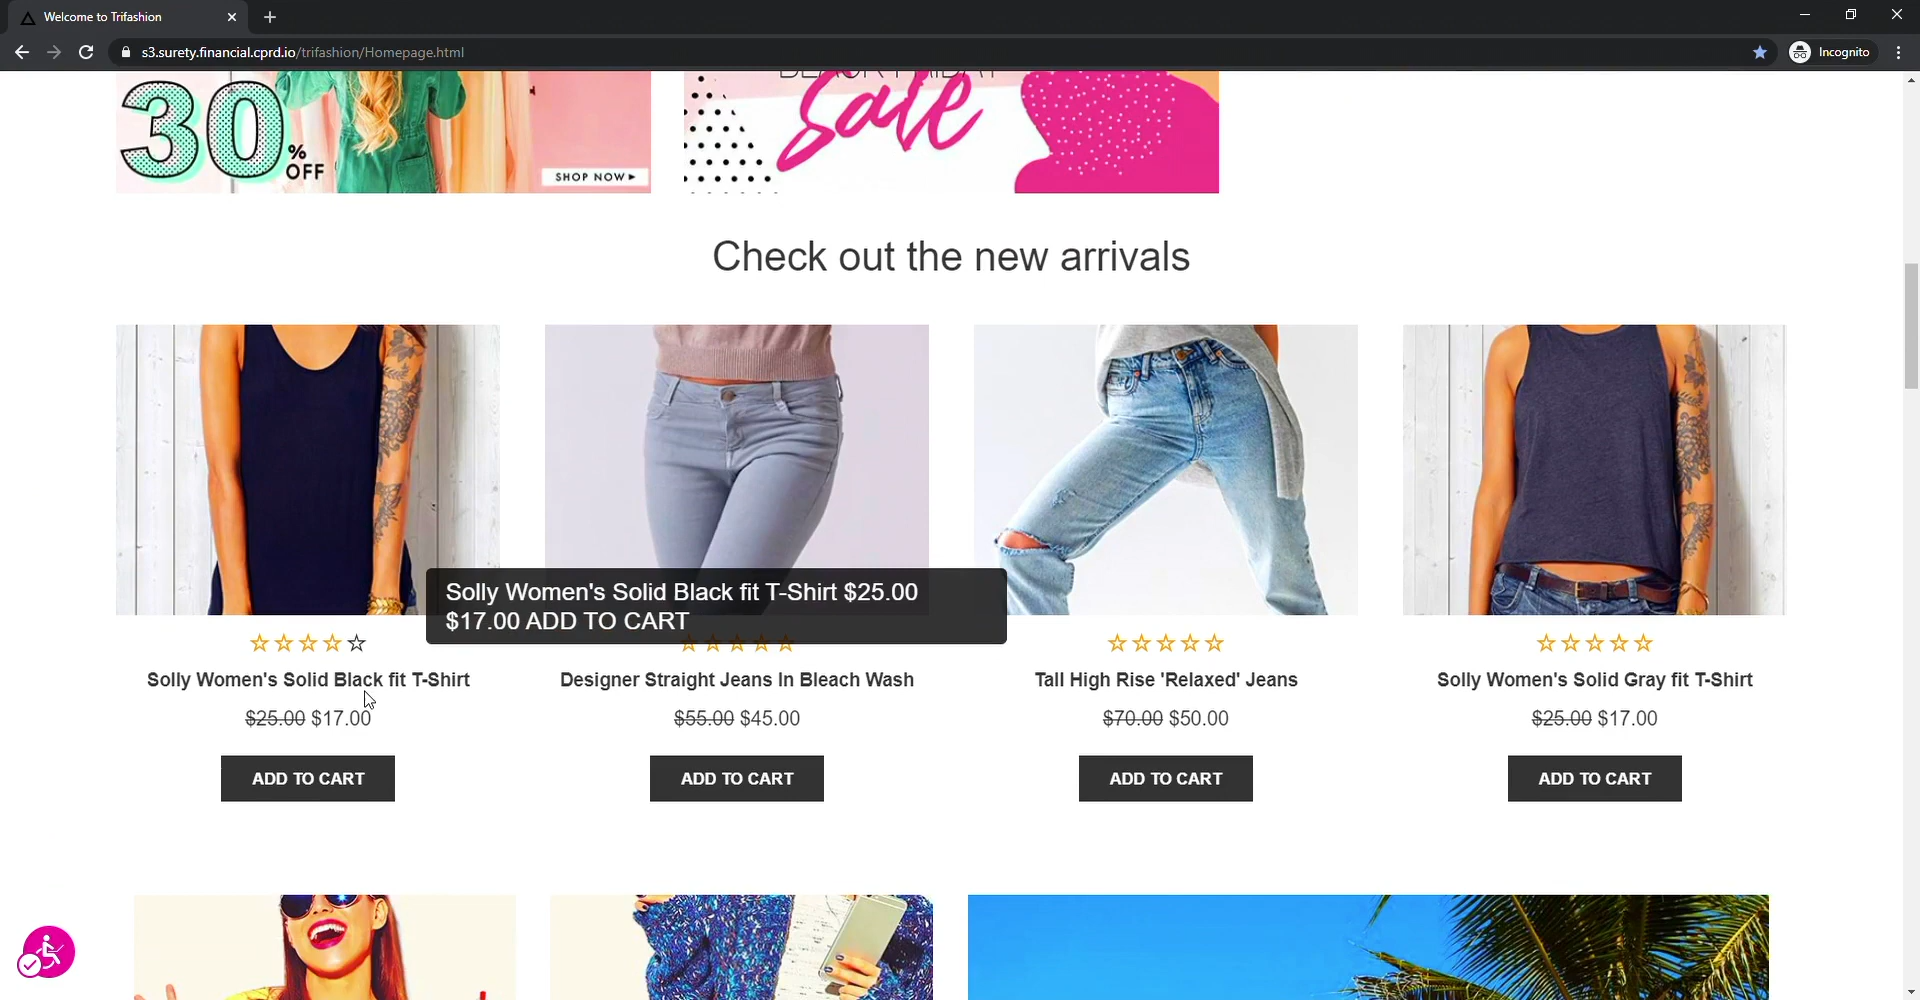 Welcome to Trifashion
s3.surety.financial.cprd.io/trifashion/Homepage.html
Incognito
30
% OFF
SHOP NOW
BLACK FRIDAY
sale
Check out the new arrivals
Solly Women's Solid Black fit T-Shirt $25.00
$17.00 ADD TO CART
Solly Women's Solid Black fit T-Shirt
$25.00 $17.00
ADD TO CART
Designer Straight Jeans In Bleach Wash
$55.00 $45.00
ADD TO CART
Tall High Rise 'Relaxed' Jeans
$70.00 $50.00
ADD TO CART
Solly Women's Solid Gray fit T-Shirt
$25.00 $17.00
ADD TO CART